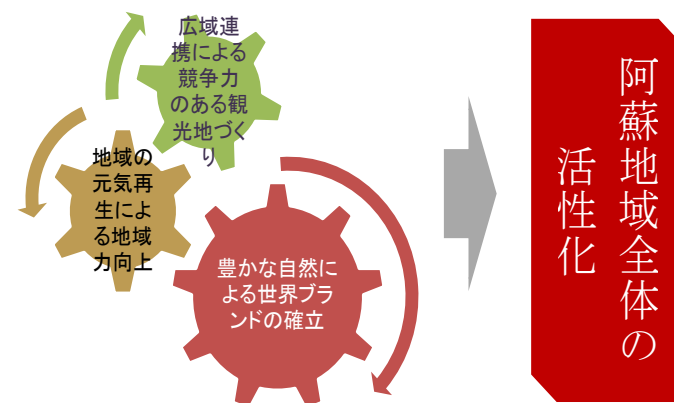 広域連
携による
競争力
のある観
光地づく
り
地域の
元気再
生によ
る地域
力向上
豊かな自然に
よる世界ブラ
ンドの確立
阿蘇地域全体の
活性化